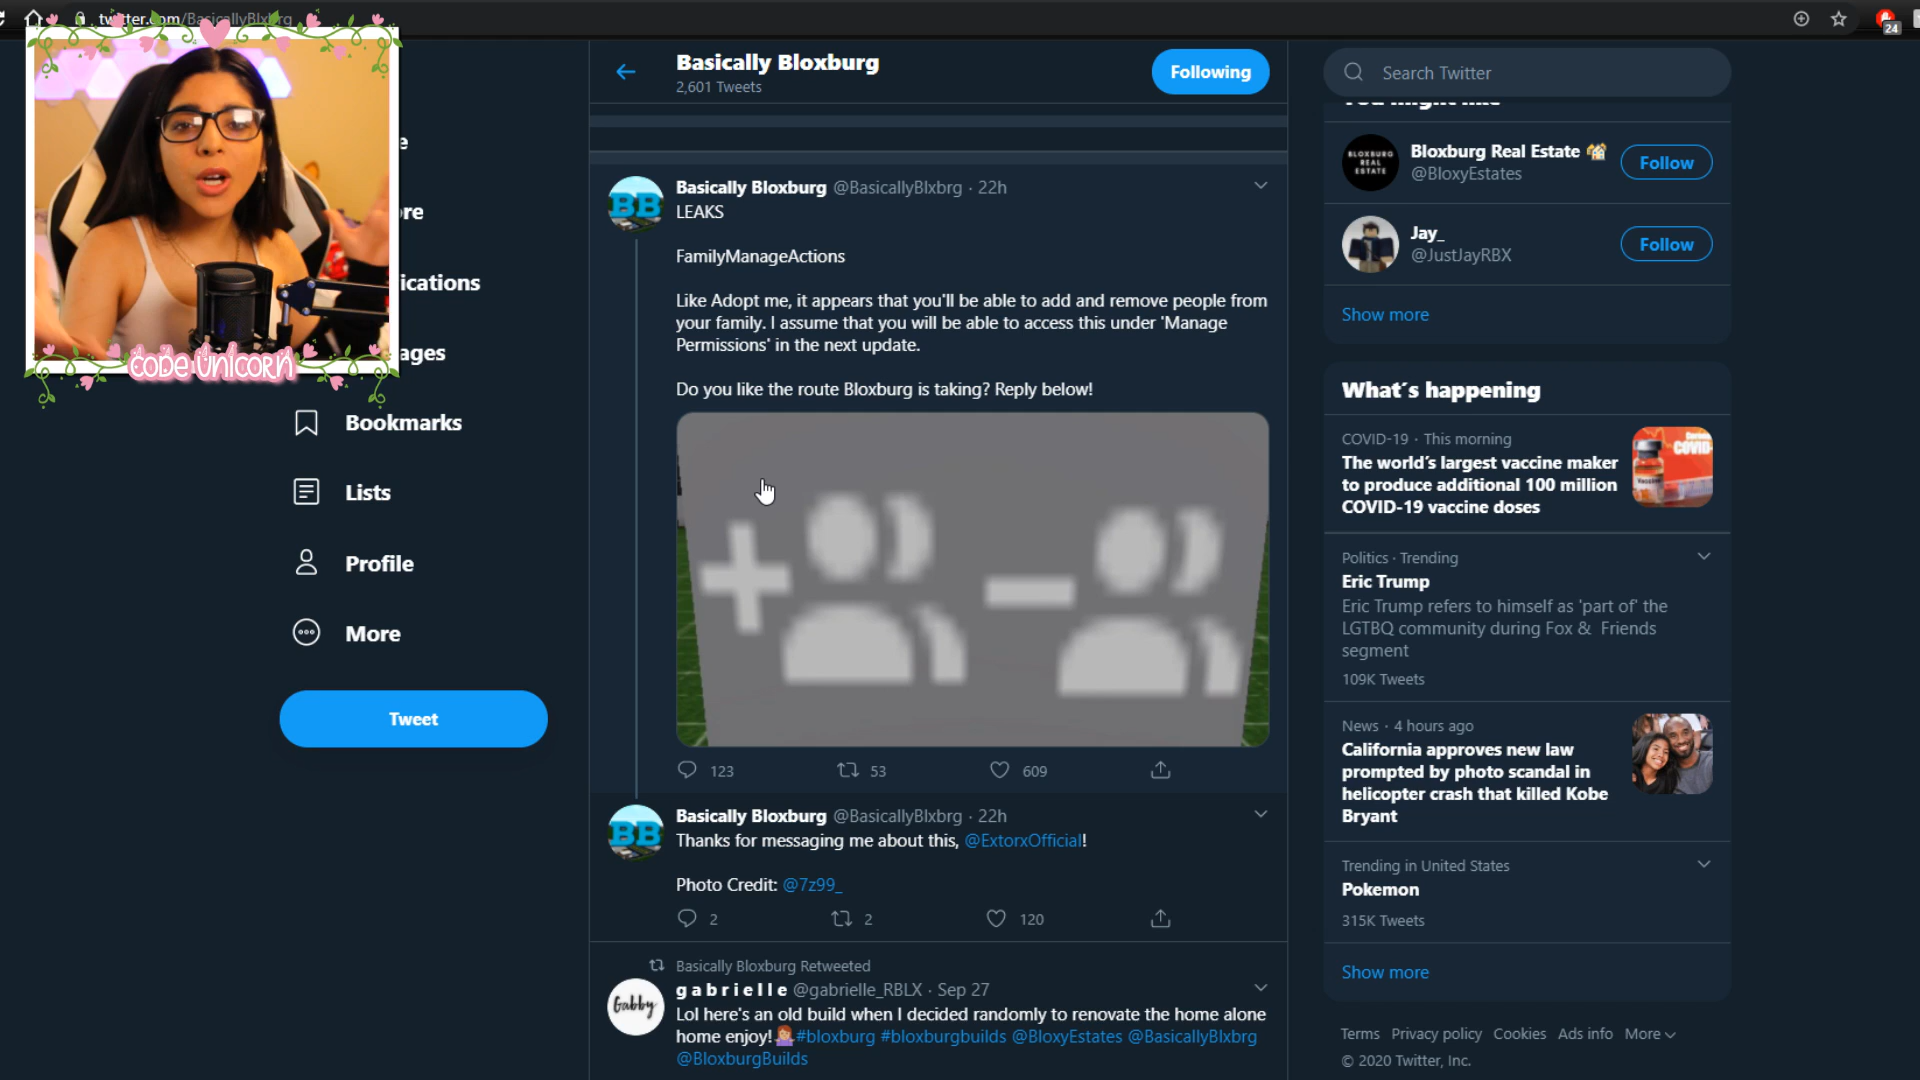 twitter.com/BasicallyBlxbrg
24
CODE UNICORN
re
ications
ages
Bookmarks
Lists
Profile
More
Tweet
Basically Bloxburg
2,601 Tweets
Following
Basically Bloxburg @BasicallyBlxbrg · 22h
LEAKS
FamilyManageActions
Like Adopt me, it appears that you'll be able to add and remove people from
your family. I assume that you will be able to access this under 'Manage
Permissions' in the next update.
Do you like the route Bloxburg is taking? Reply below!
123 53 609
Basically Bloxburg @BasicallyBlxbrg · 22h
Thanks for messaging me about this, @ExtorxOfficial!
Photo Credit: @7z99_
2 2 120
Basically Bloxburg Retweeted
Gabby
g a b r i e l l e @gabrielle_RBLX · Sep 27
Lol here's an old build when I decided randomly to renovate the home alone
home enjoy! #bloxburg #bloxburgbuilds @BloxyEstates @BasicallyBlxbrg
@BloxburgBuilds
Search Twitter
You might like
BLOXBURG
REAL
ESTATE
Bloxburg Real Estate
@BloxyEstates
Follow
Jay_
@JustJayRBX
Follow
Show more
What's happening
COVID-19 · This morning
The world's largest vaccine maker
to produce additional 100 million
COVID-19 vaccine doses
Politics · Trending
Eric Trump
Eric Trump refers to himself as 'part of' the
LGTBQ community during Fox & Friends
segment
109K Tweets
News · 4 hours ago
California approves new law
prompted by photo scandal in
helicopter crash that killed Kobe
Bryant
Trending in United States
Pokemon
315K Tweets
Show more
Terms Privacy policy Cookies Ads info More
© 2020 Twitter, Inc.